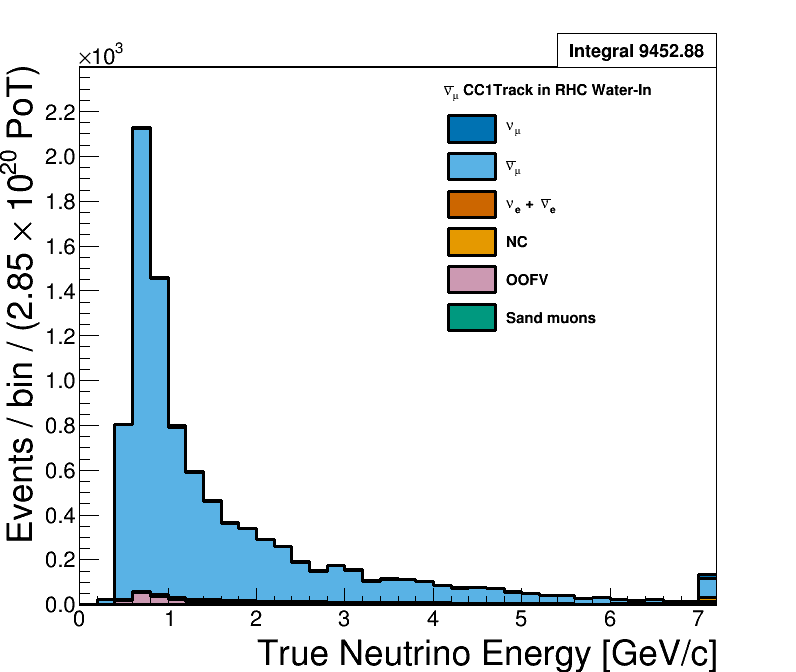 ×10³
Integral 9452.88
ν̅μ CC1Track in RHC Water-In
νμ
ν̅μ
νe + ν̅e
NC
OOFV
Sand muons
Events / bin / (2.85 × 10²⁰ PoT)
2.2
2.0
1.8
1.6
1.4
1.2
1.0
0.8
0.6
0.4
0.2
0.0
0 1 2 3 4 5 6 7
True Neutrino Energy [GeV/c]